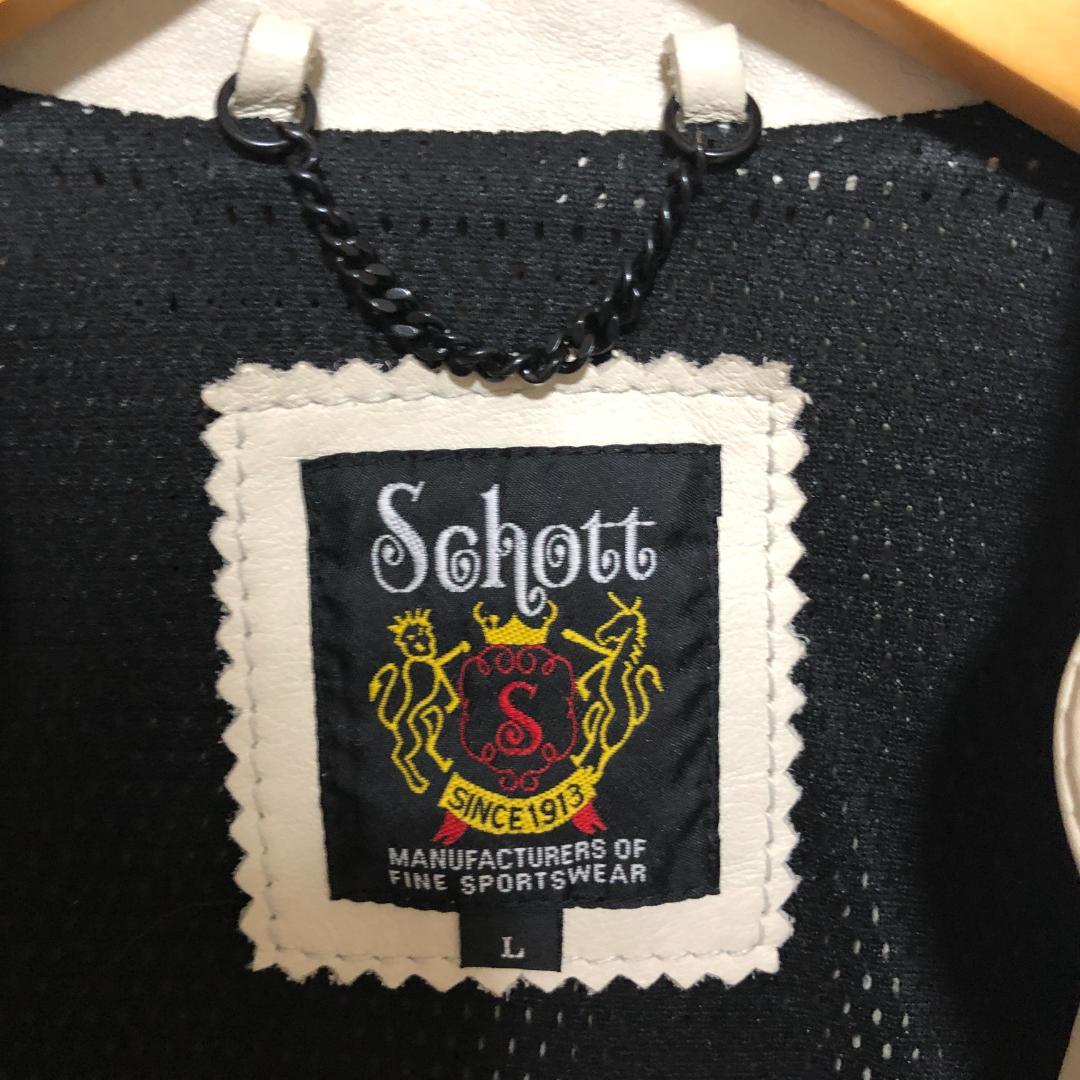 Schott
S
SINCE 1913
MANUFACTURERS OF
FINE SPORTSWEAR
L